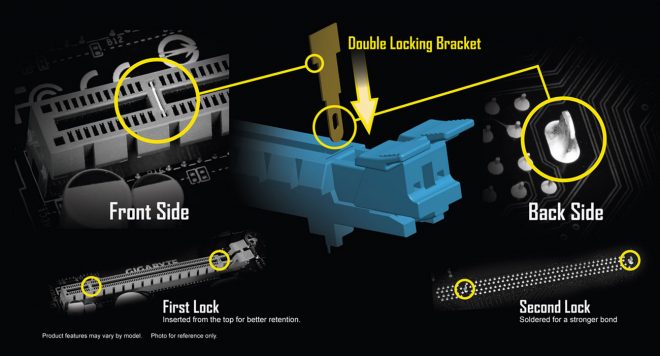 Double Locking Bracket
Front Side
Back Side
GIGABYTE
First Lock
Inserted from the top for better retention.
Second Lock
Soldered for a stronger bond
Product features may vary by model. Photo for reference only.